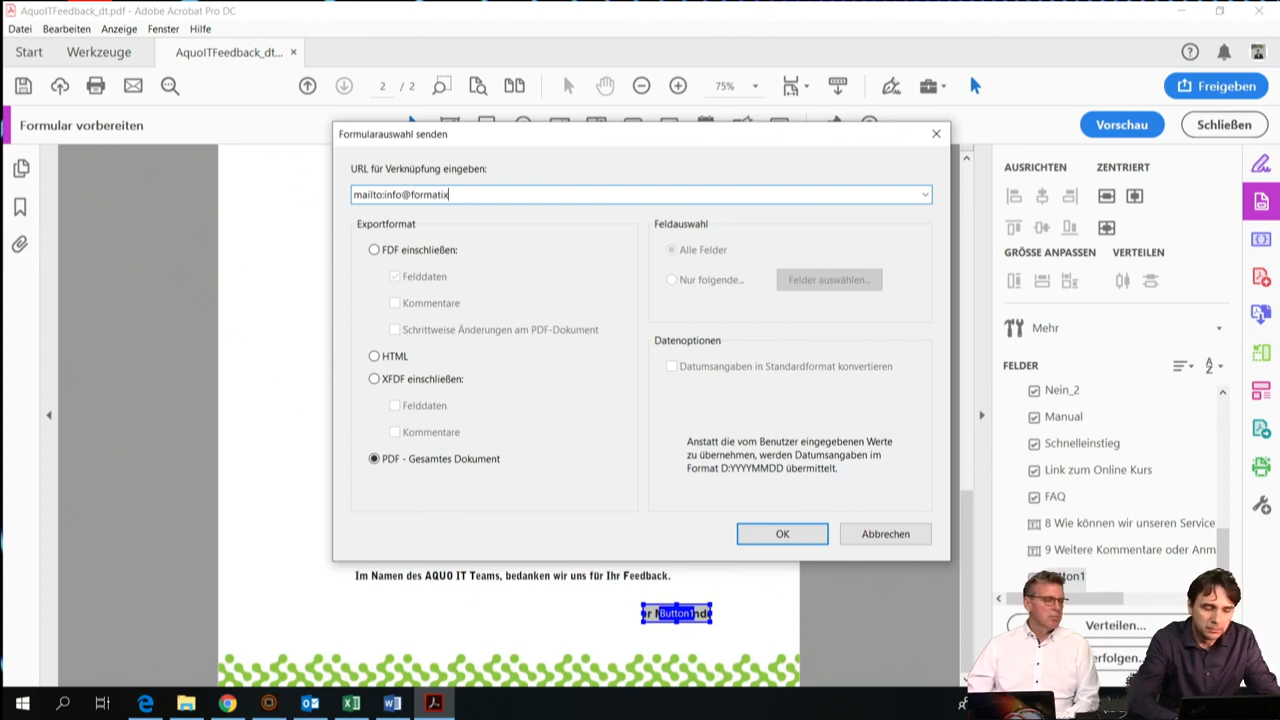 AquoITFeedback_dt.pdf - Adobe Acrobat Pro DC
Datei Bearbeiten Anzeige Fenster Hilfe
Start Werkzeuge AquoITFeedback_dt... ×
2 / 2 75% Freigeben
Formular vorbereiten Vorschau Schließen
Formularauswahl senden
URL für Verknüpfung eingeben:
mailto:info@formatix
Exportformat
FDF einschließen:
Felddaten
Kommentare
Schrittweise Änderungen am PDF-Dokument
HTML
XFDF einschließen:
Felddaten
Kommentare
PDF - Gesamtes Dokument
Feldauswahl
Alle Felder
Nur folgende... Felder auswählen...
Datenoptionen
Datumsangaben in Standardformat konvertieren
Anstatt die vom Benutzer eingegebenen Werte
zu übernehmen, werden Datumsangaben im
Format D:YYYYMMDD übermittelt.
OK Abbrechen
Im Namen des AQUO IT Teams, bedanken wir uns für Ihr Feedback.
Button1
AUSRICHTEN ZENTRIERT
GRÖSSE ANPASSEN VERTEILEN
Mehr
FELDER
Nein_2
Manual
Schnelleinstieg
Link zum Online Kurs
FAQ
8 Wie können wir unseren Service
9 Weitere Kommentare oder Anm
ton1
Verteilen...
erfolgen...